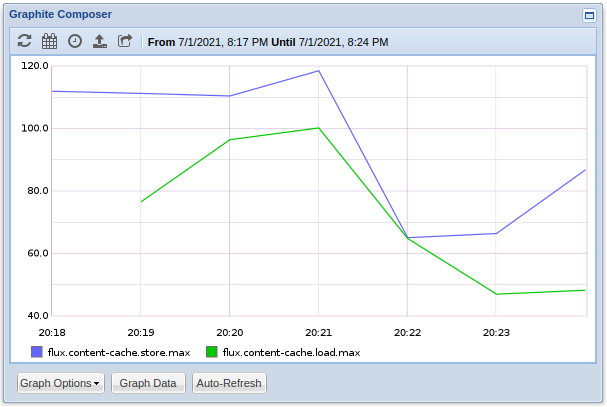 Graphite Composer
From 7/1/2021, 8:17 PM Until 7/1/2021, 8:24 PM
120.0
100.0
80.0
60.0
40.0
20:18 20:19 20:20 20:21 20:22 20:23
flux.content-cache.store.max flux.content-cache.load.max
Graph Options Graph Data Auto-Refresh